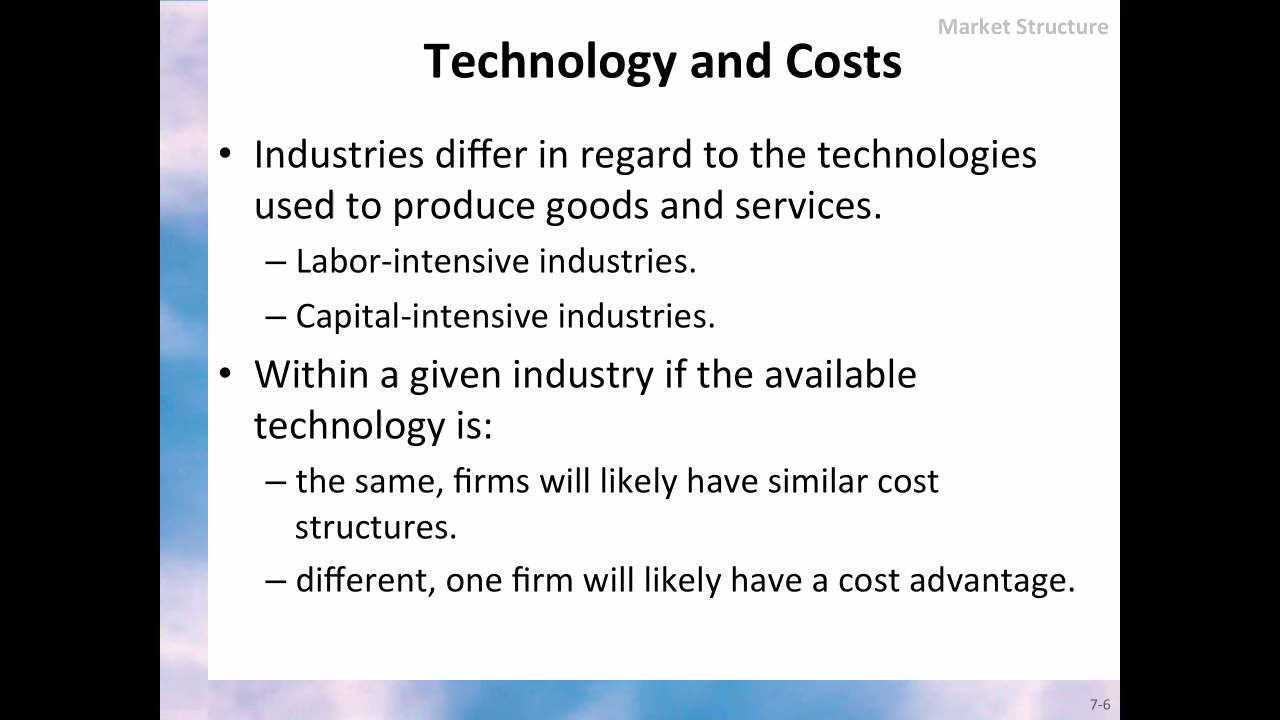 Market Structure
Technology and Costs
• Industries differ in regard to the technologies
used to produce goods and services.
– Labor-intensive industries.
– Capital-intensive industries.
• Within a given industry if the available
technology is:
– the same, firms will likely have similar cost
structures.
– different, one firm will likely have a cost advantage.
7-6